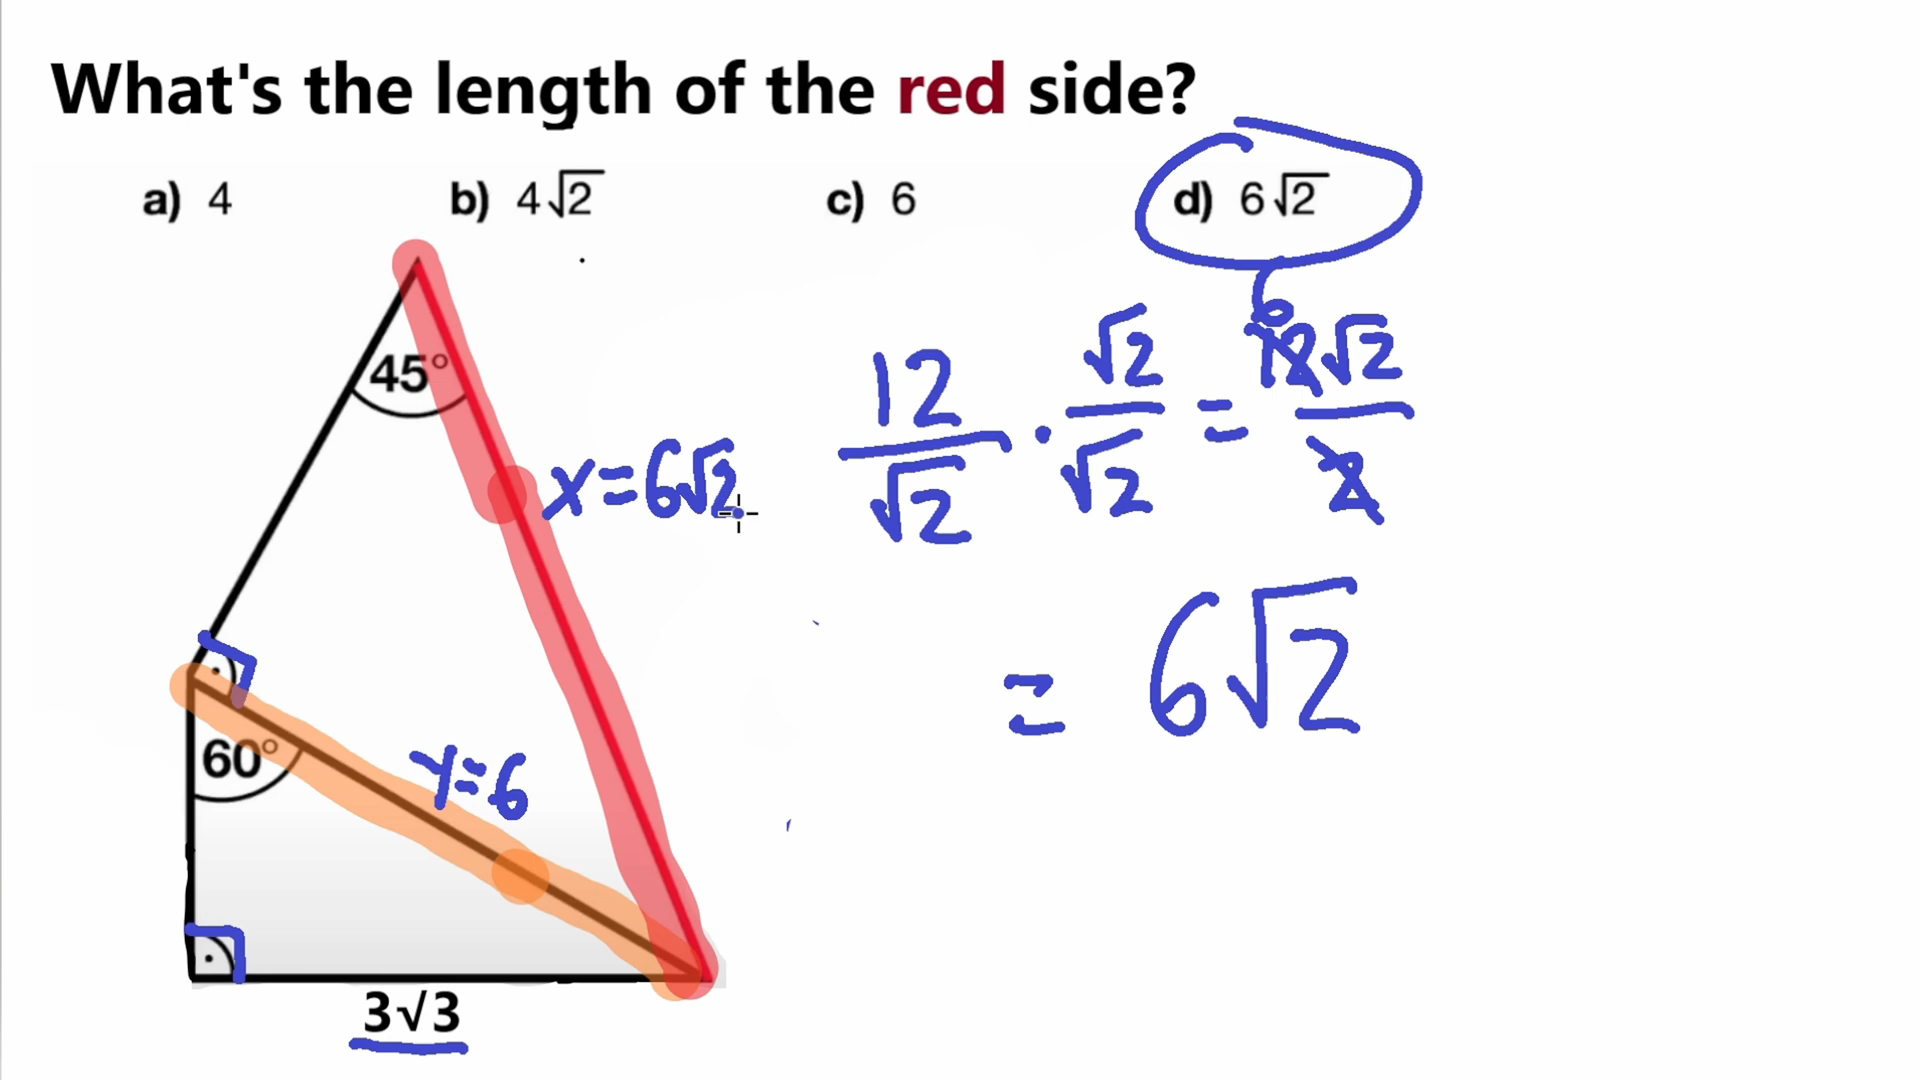 What's the length of the red side?
a) 4 b) 4√2 c) 6 d) 6√2
45°
x=6√2
12/√2 · √2/√2 = 12√2/2
6
= 6√2
60°
y=6
3√3